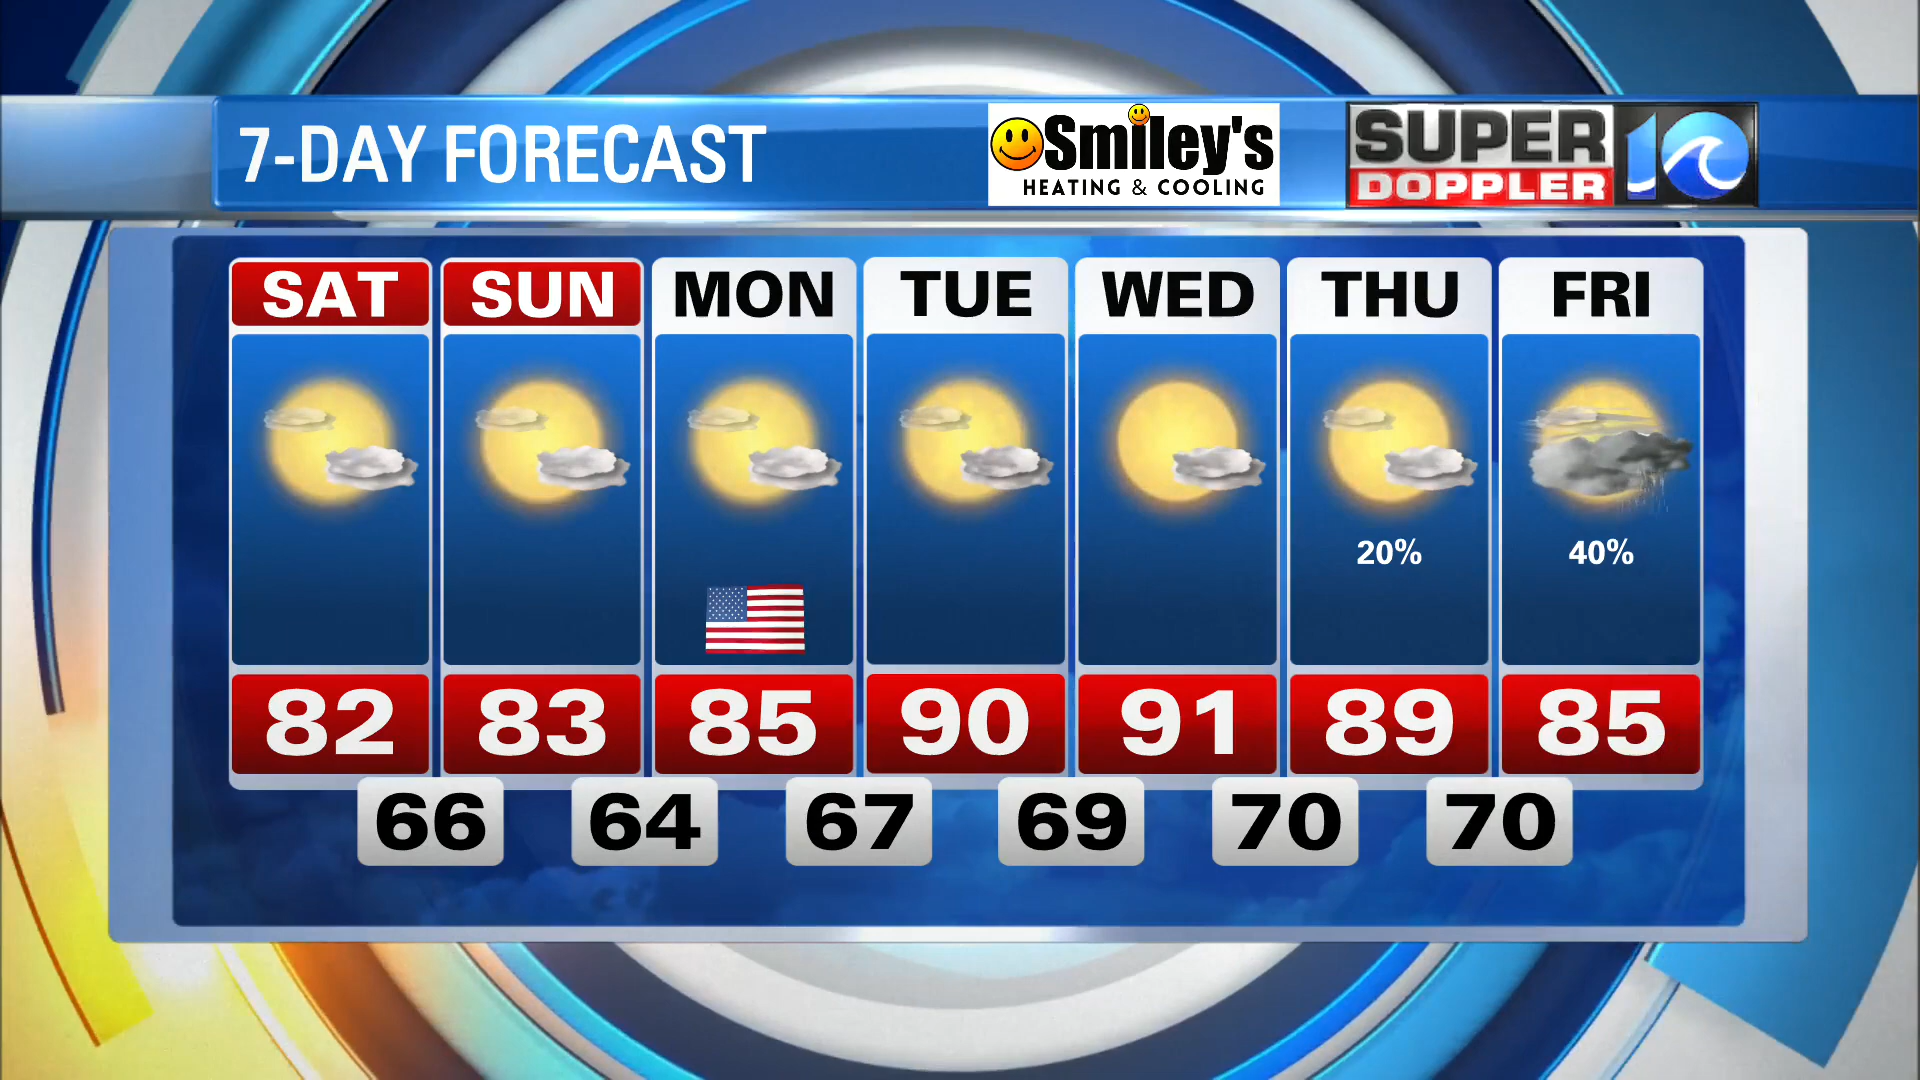 7-DAY FORECAST
Smiley's
HEATING & COOLING
SUPER
DOPPLER
10
SAT SUN MON TUE WED THU FRI
20% 40%
82 83 85 90 91 89 85
66 64 67 69 70 70